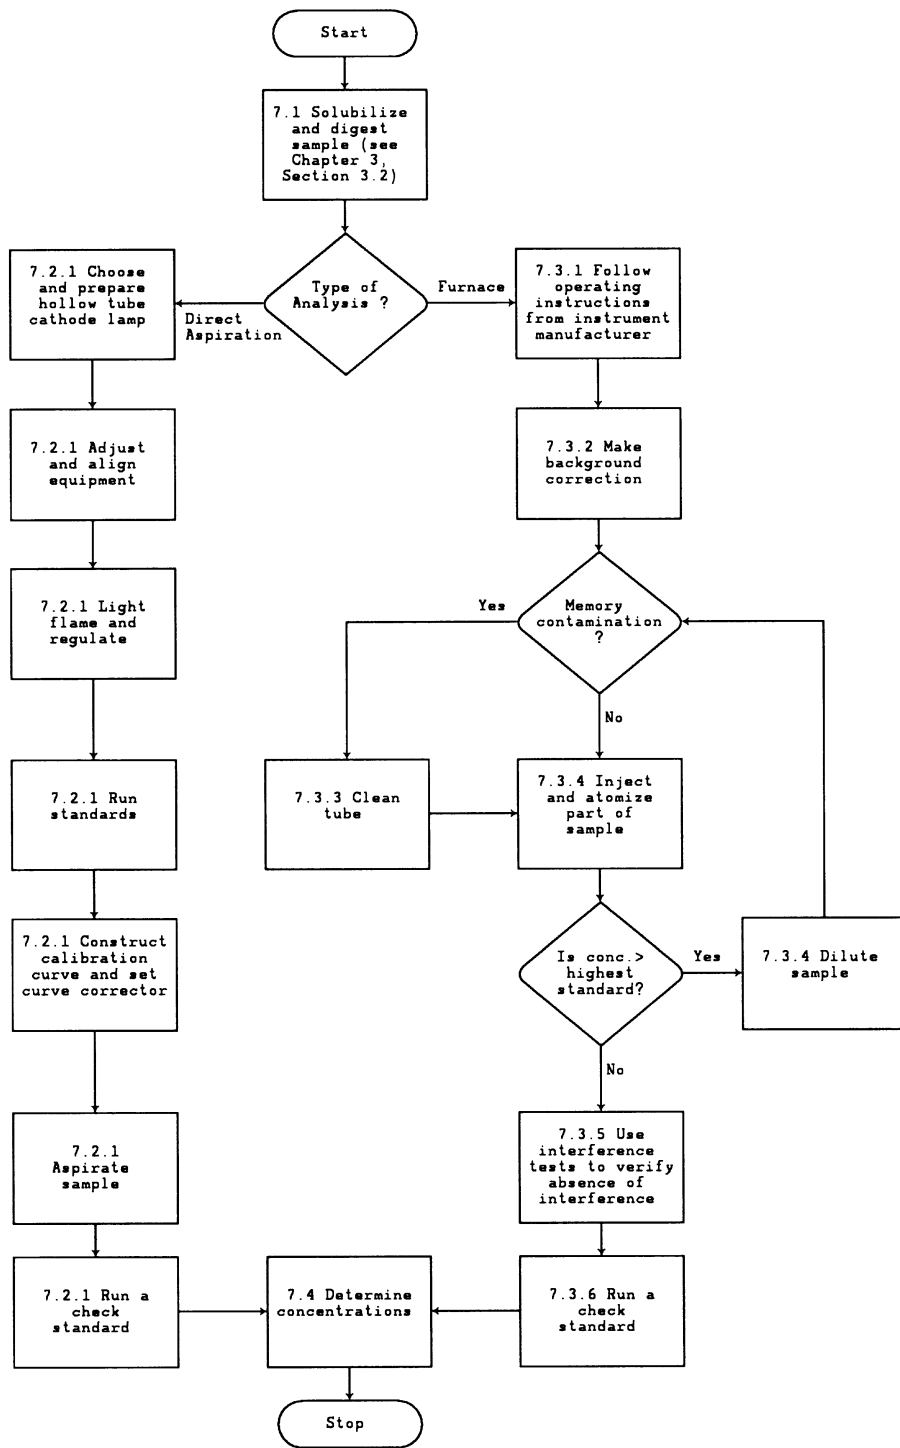 Start
7.1 Solubilize
and digest
sample (see
Chapter 3,
Section 3.2)
Type of
Analysis ?
Direct
Aspiration
Furnace
7.2.1 Choose
and prepare
hollow tube
cathode lamp
7.2.1 Adjust
and align
equipment
7.2.1 Light
flame and
regulate
7.2.1 Run
standards
7.2.1 Construct
calibration
curve and set
curve corrector
7.2.1
Aspirate
sample
7.2.1 Run a
check
standard
7.3.1 Follow
operating
instructions
from instrument
manufacturer
7.3.2 Make
background
correction
Memory
contamination
?
Yes
No
7.3.3 Clean
tube
7.3.4 Inject
and atomize
part of
sample
Is conc.>
highest
standard?
Yes
7.3.4 Dilute
sample
No
7.3.5 Use
interference
tests to verify
absence of
interference
7.3.6 Run a
check
standard
7.4 Determine
concentrations
Stop